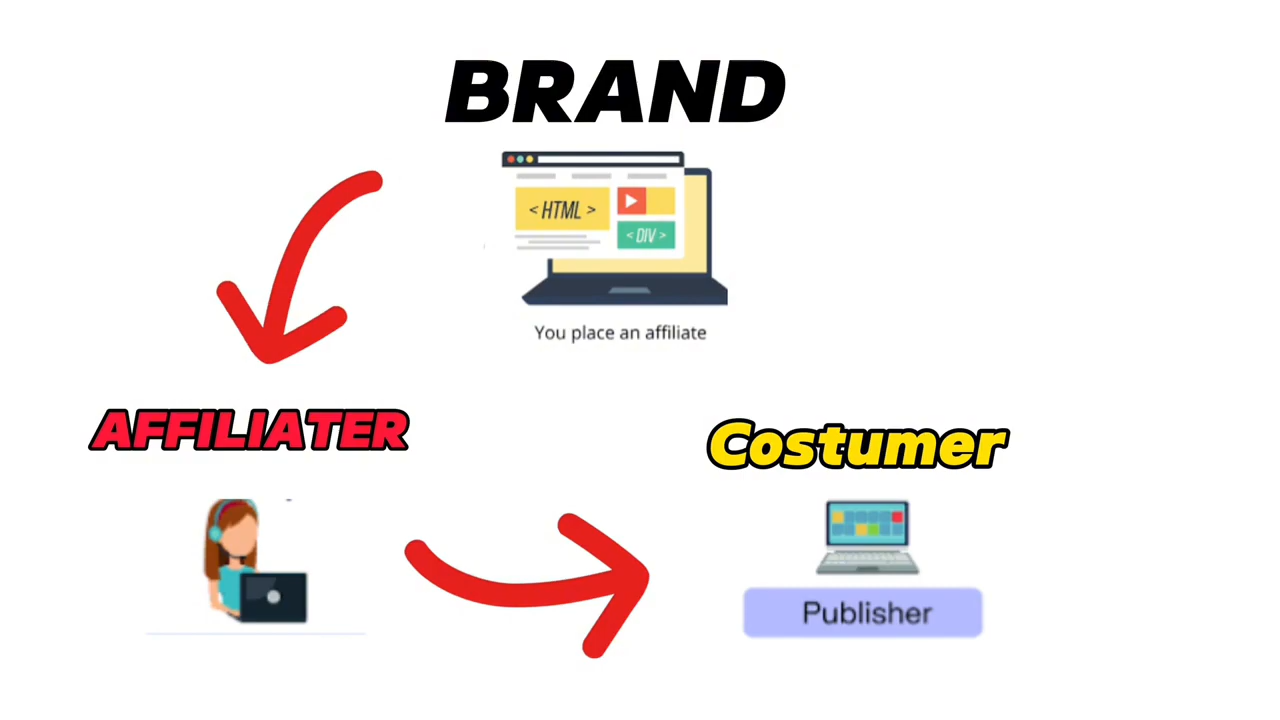 BRAND
< HTML >
< DIV >
You place an affiliate
AFFILIATER
Costumer
Publisher